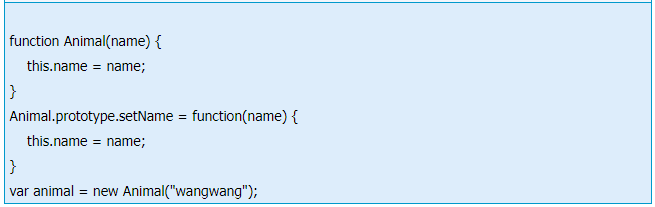 function Animal(name) {
this.name = name;
}
Animal.prototype.setName = function(name) {
this.name = name;
}
var animal = new Animal("wangwang");